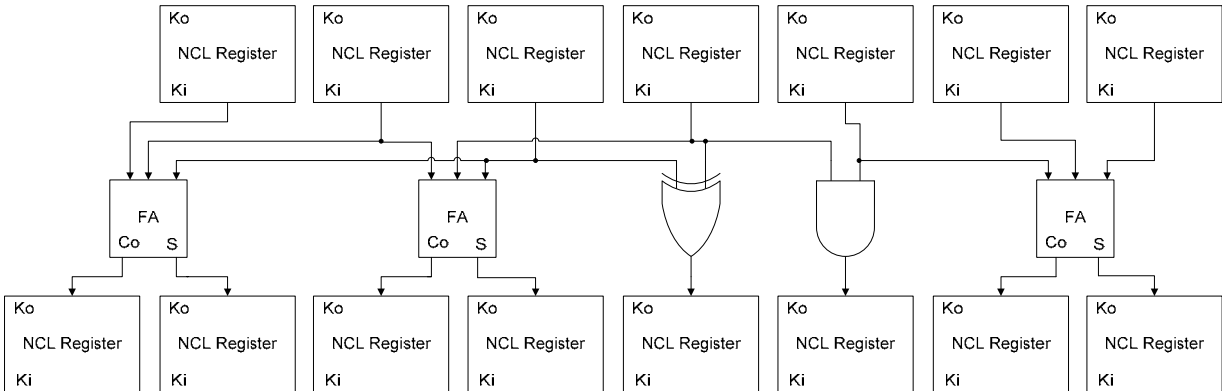 Ko Ko Ko Ko Ko Ko Ko
NCL Register NCL Register NCL Register NCL Register NCL Register NCL Register NCL Register
Ki Ki Ki Ki Ki Ki Ki
FA FA FA
Co S Co S Co S
Ko Ko Ko Ko Ko Ko Ko Ko
NCL Register NCL Register NCL Register NCL Register NCL Register NCL Register NCL Register NCL Register
Ki Ki Ki Ki Ki Ki Ki Ki